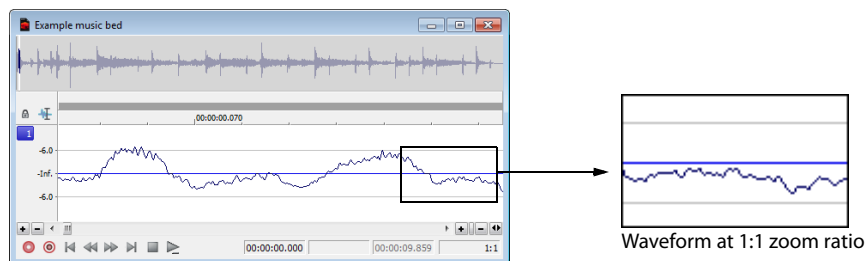 Example music bed
00:00:00.070
1
-6.0
-Inf.
-6.0
00:00:00.000
00:00:09.859
1:1
Waveform at 1:1 zoom ratio